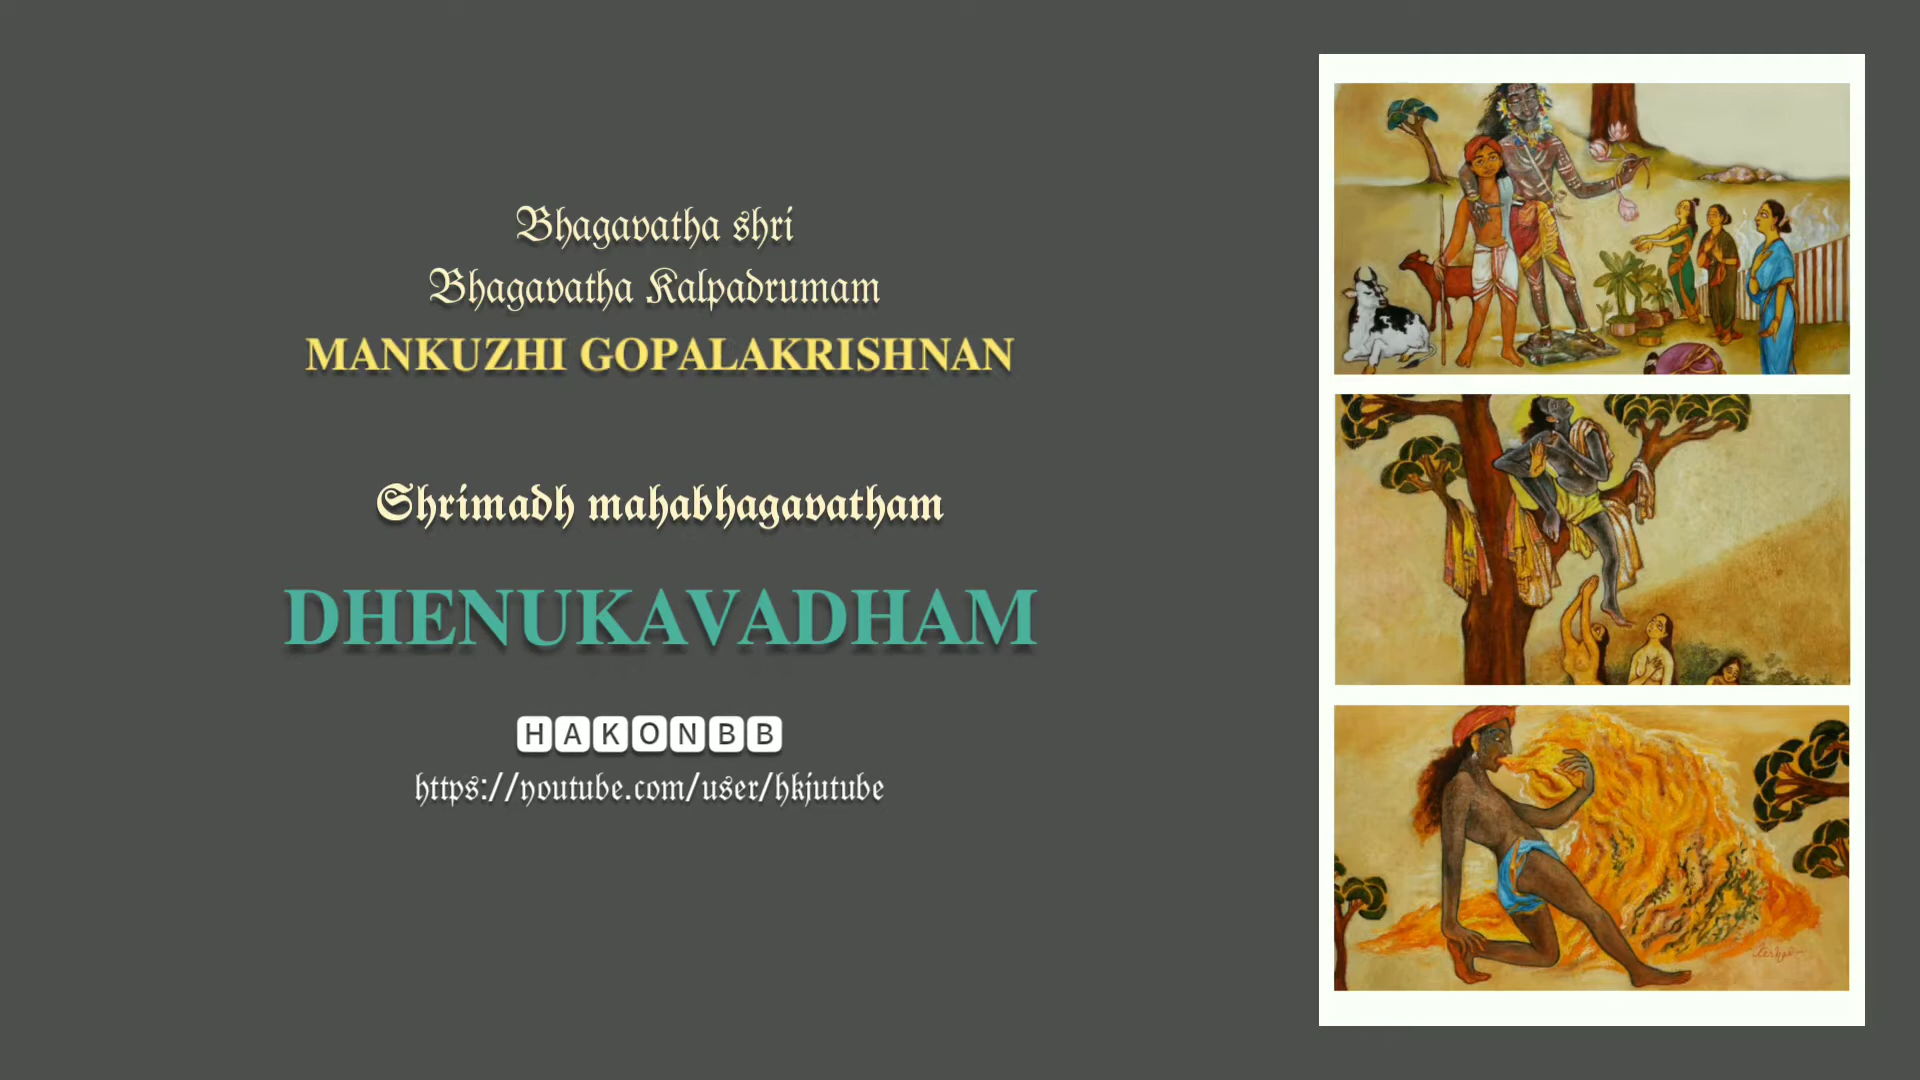 Bhagavatha shri
Bhagavatha Kalpadrumam
MANKUZHI GOPALAKRISHNAN
Shrimadh mahabhagavatham
DHENUKAVADHAM
HAKONBB
https://youtube.com/user/hkjutube